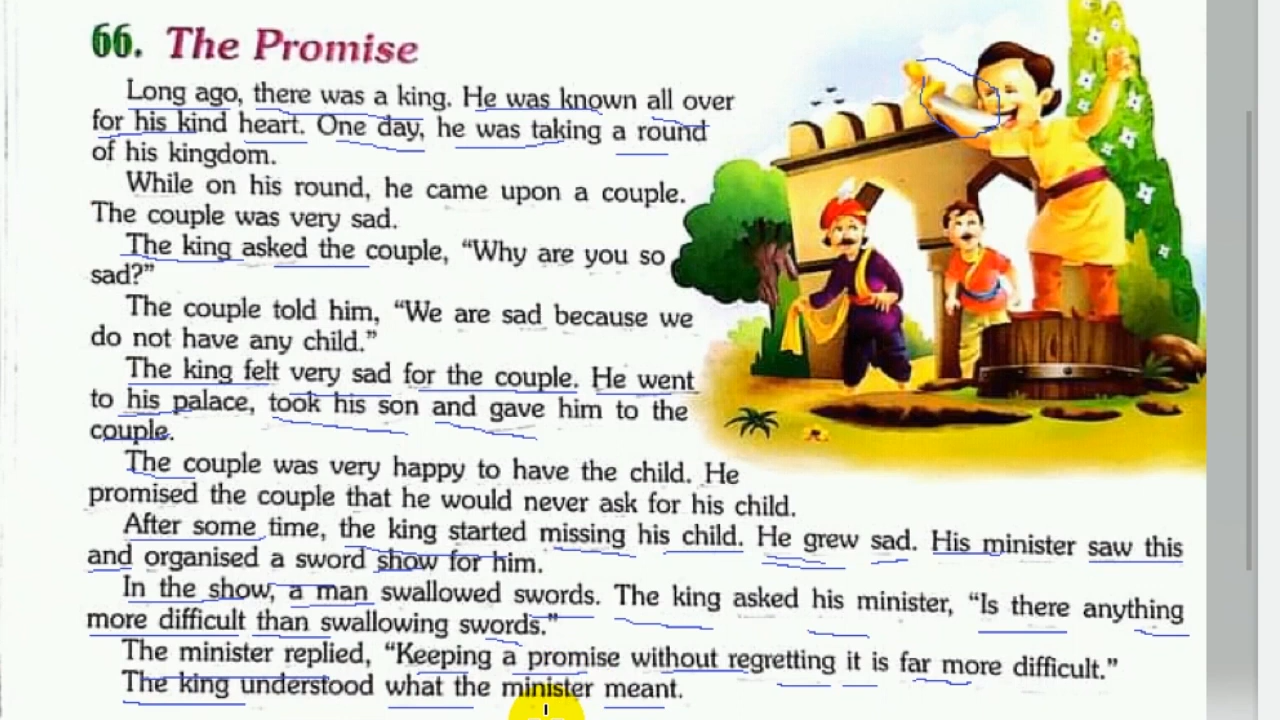 66. The Promise
Long ago, there was a king. He was known all over
for his kind heart. One day, he was taking a round
of his kingdom.
While on his round, he came upon a couple.
The couple was very sad.
The king asked the couple, “Why are you so
sad?”
The couple told him, “We are sad because we
do not have any child.”
The king felt very sad for the couple. He went
to his palace, took his son and gave him to the
couple.
The couple was very happy to have the child. He
promised the couple that he would never ask for his child.
After some time, the king started missing his child. He grew sad. His minister saw this
and organised a sword show for him.
In the show, a man swallowed swords. The king asked his minister, “Is there anything
more difficult than swallowing swords.”
The minister replied, “Keeping a promise without regretting it is far more difficult.”
The king understood what the minister meant.